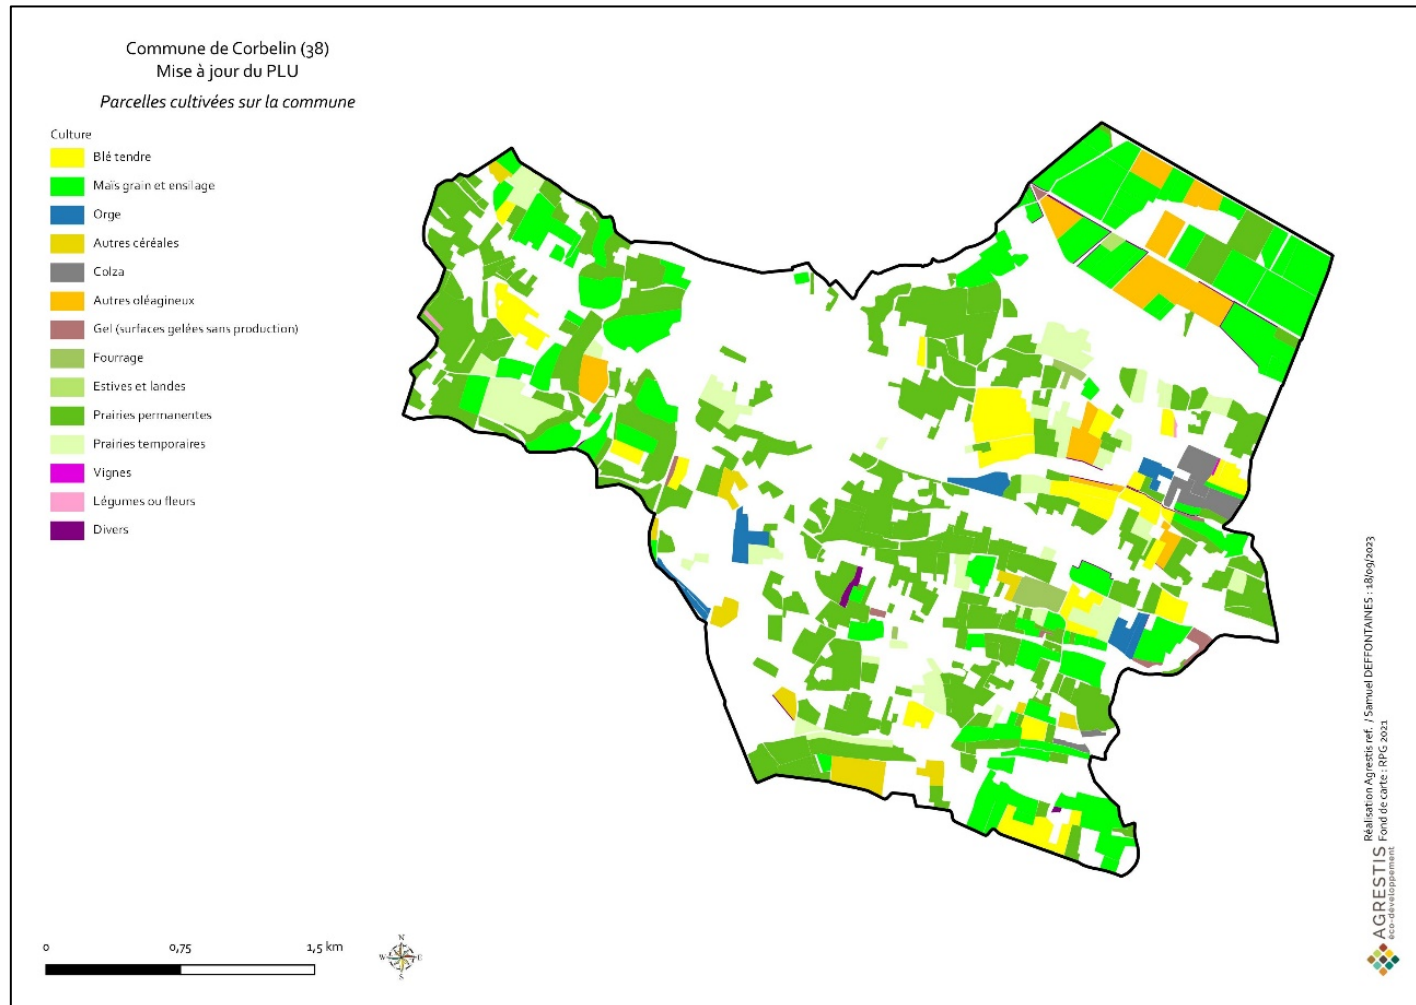 Commune de Corbelin (38)
Mise à jour du PLU
Parcelles cultivées sur la commune
Culture
Blé tendre
Maïs grain et ensilage
Orge
Autres céréales
Colza
Autres oléagineux
Gel (surfaces gelées sans production)
Fourrage
Estives et landes
Prairies permanentes
Prairies temporaires
Vignes
Légumes ou fleurs
Divers
0 0,75 1,5 km
N
W E
S
Réalisation Agrestis ref. / Samuel DEFFONTAINES : 18/09/2023
Fond de carte : RPG 2021
AGRESTIS
éco-développement